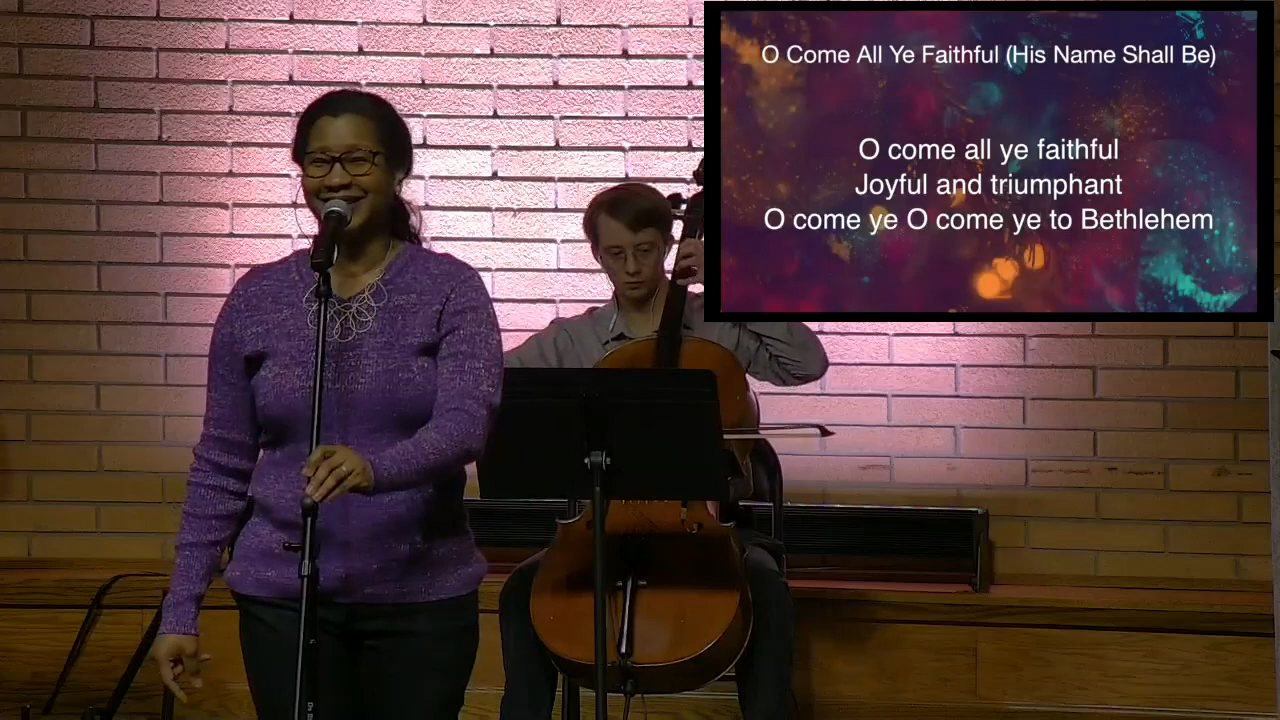 O Come All Ye Faithful (His Name Shall Be)
O come all ye faithful
Joyful and triumphant
O come ye O come ye to Bethlehem